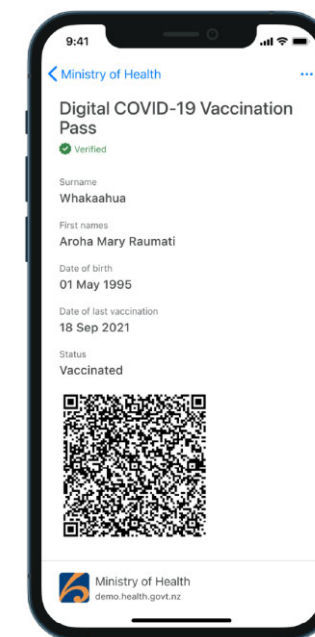 9:41
Ministry of Health
Digital COVID-19 Vaccination
Pass
Verified
Surname
Whakaahua
First names
Aroha Mary Raumati
Date of birth
01 May 1995
Date of last vaccination
18 Sep 2021
Status
Vaccinated
Ministry of Health
demo.health.govt.nz